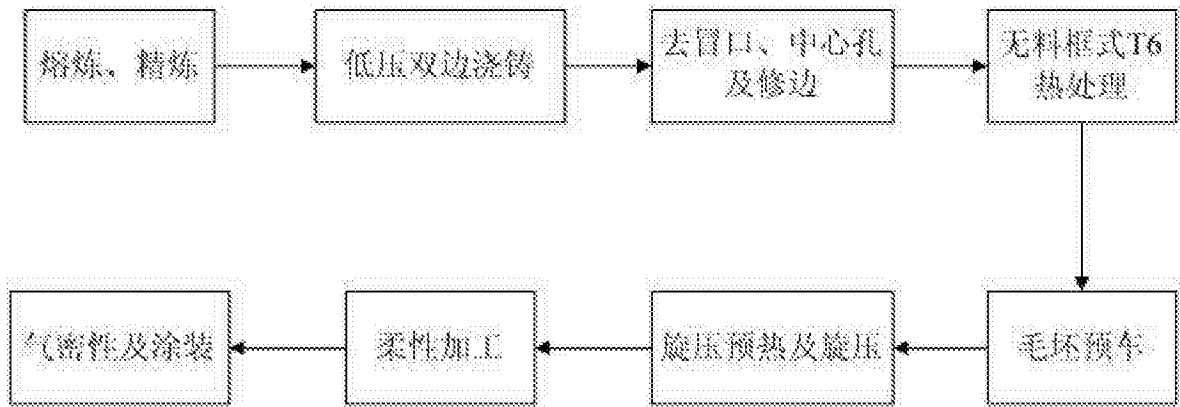 熔炼、精炼
低压双边浇铸
去冒口、中心孔
及修边
无料框式T6
热处理
毛坯预车
旋压预热及旋压
柔性加工
气密性及涂装